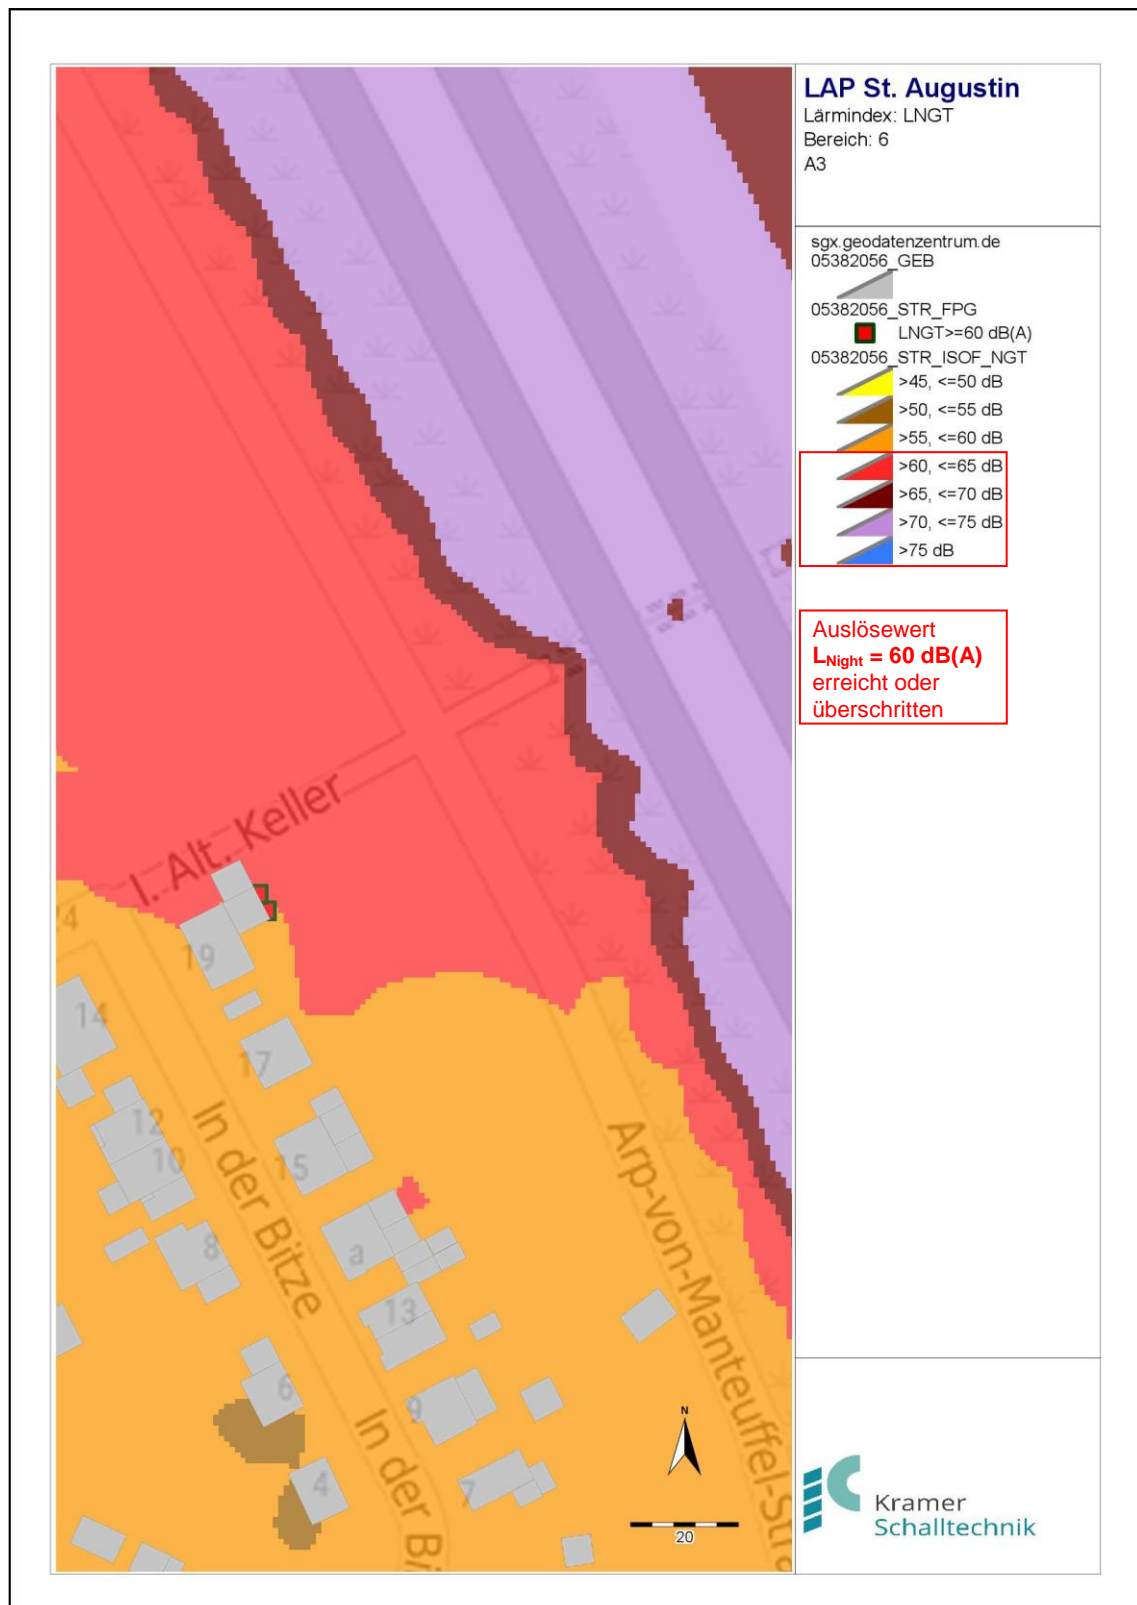 LAP St. Augustin
Lärmindex: LNGT
Bereich: 6
A3
sgx.geodatenzentrum.de
05382056_GEB
05382056_STR_FPG
LNGT>=60 dB(A)
05382056_STR_ISOF_NGT
>45, <=50 dB
>50, <=55 dB
>55, <=60 dB
>60, <=65 dB
>65, <=70 dB
>70, <=75 dB
>75 dB
Auslösewert
LNight = 60 dB(A)
erreicht oder
überschritten
I. Alt. Keller
24
19
14
17
12
10
15
In der Bitze
8
a
13
Arp-von-Manteuffel-Stra
6
9
In der Bi
4
7
N
20
Kramer
Schalltechnik